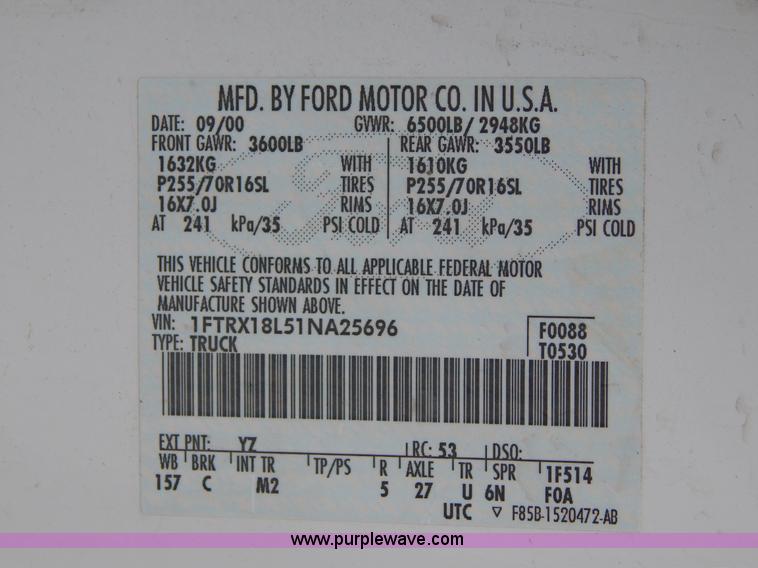 MFD. BY FORD MOTOR CO. IN U.S.A.
DATE: 09/00 GVWR: 6500LB/ 2948KG
FRONT GAWR: 3600LB REAR GAWR: 3550LB
1632KG WITH 1610KG WITH
P255/70R16SL TIRES P255/70R16SL TIRES
16X7.0J RIMS 16X7.0J RIMS
AT 241 kPa/35 PSI COLD AT 241 kPa/35 PSI COLD
THIS VEHICLE CONFORMS TO ALL APPLICABLE FEDERAL MOTOR
VEHICLE SAFETY STANDARDS IN EFFECT ON THE DATE OF
MANUFACTURE SHOWN ABOVE.
VIN: 1FTRX18L51NA25696 F0088
TYPE: TRUCK T0530
EXT PNT: YZ RC: 53 DSO:
WB BRK INT TR TP/PS R AXLE TR SPR 1F514
157 C M2 5 27 U 6N F0A
UTC ▽ F85B-1520472-AB
www.purplewave.com